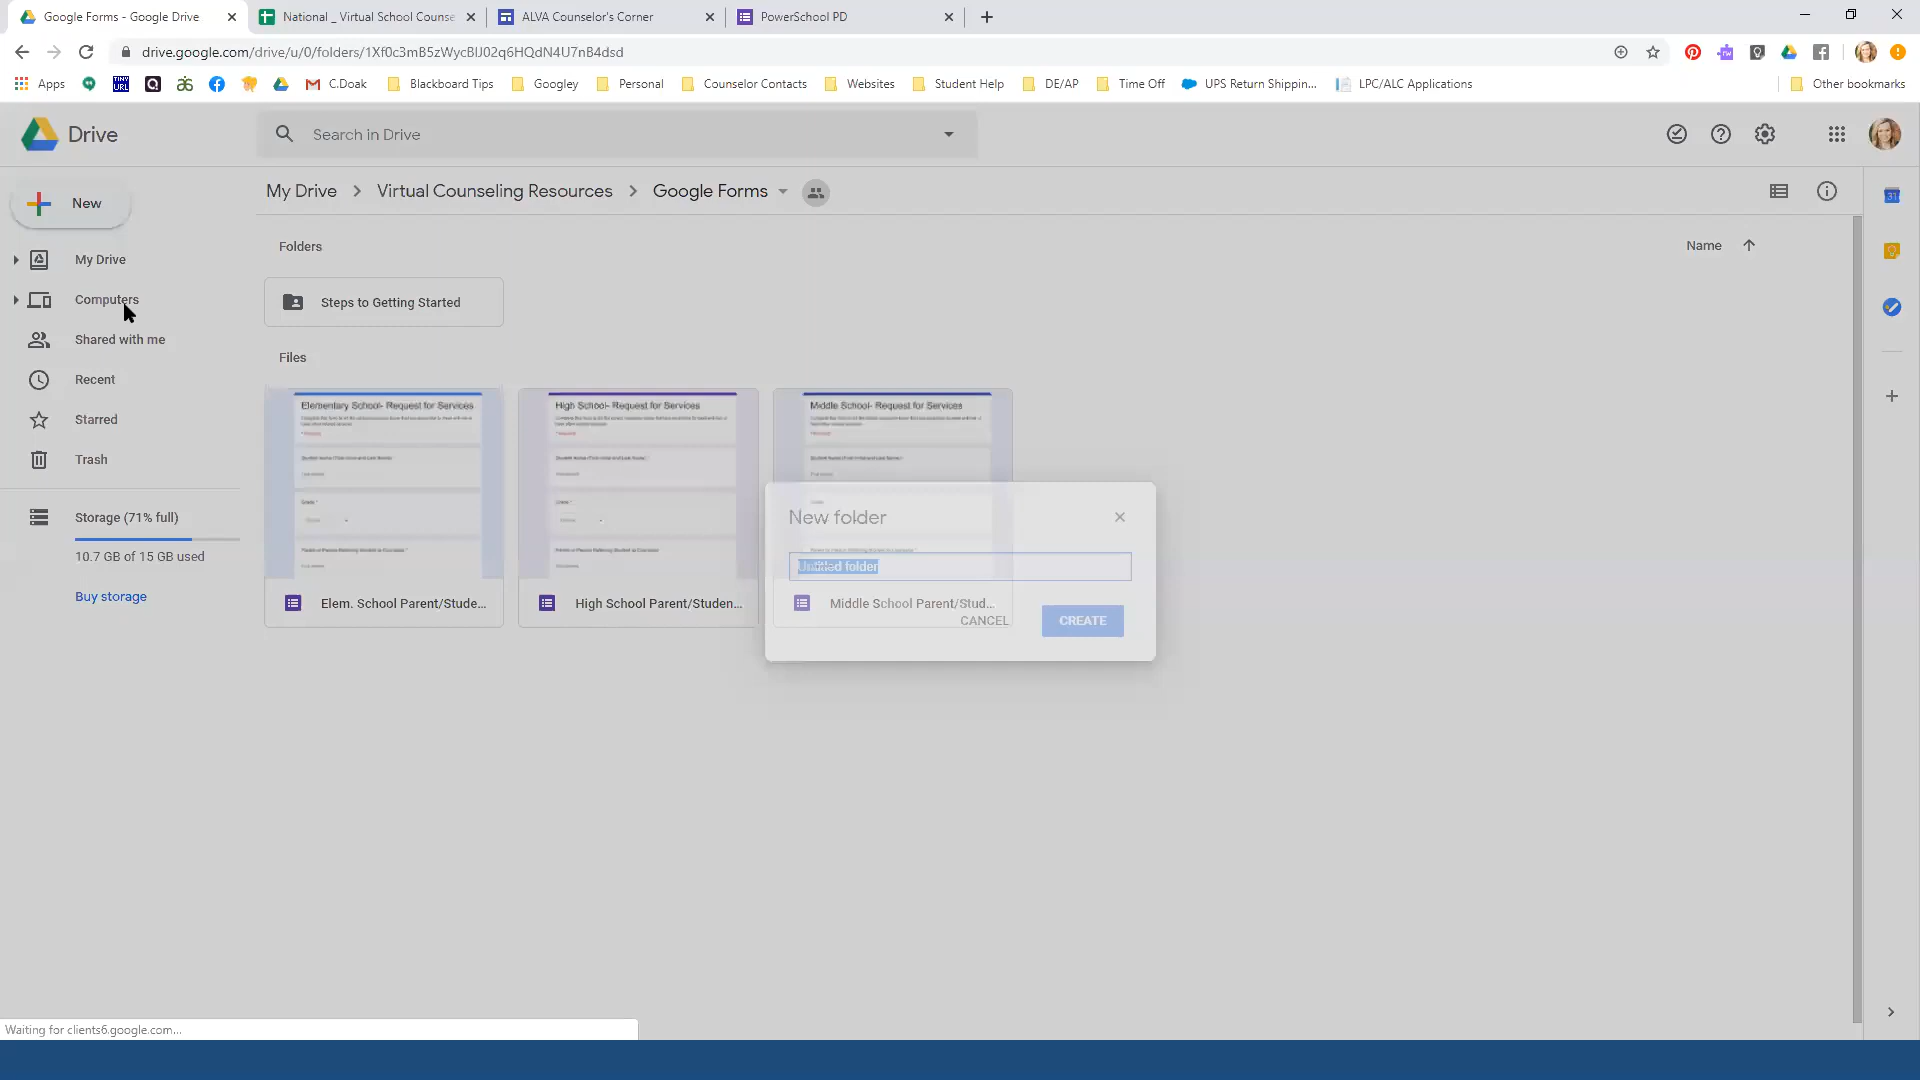 Google Forms - Google Drive
National _ Virtual School Counse
ALVA Counselor's Corner
PowerSchool PD
drive.google.com/drive/u/0/folders/1Xf0c3mB5zWycBlJ02q6HQdN4U7nB4dsd
Apps
TINY URL
C.Doak
Blackboard Tips
Googley
Personal
Counselor Contacts
Websites
Student Help
DE/AP
Time Off
UPS Return Shippin...
LPC/ALC Applications
Other bookmarks
Drive
Search in Drive
New
My Drive
Computers
Shared with me
Recent
Starred
Trash
Storage (71% full)
10.7 GB of 15 GB used
Buy storage
My Drive > Virtual Counseling Resources > Google Forms
Folders
Name
Steps to Getting Started
Files
Elementary School- Request for Services
High School- Request for Services
Middle School- Request for Services
Elem. School Parent/Stude...
High School Parent/Studen...
Middle School Parent/Stud...
New folder
Untitled folder
CANCEL
CREATE
31
Waiting for clients6.google.com...